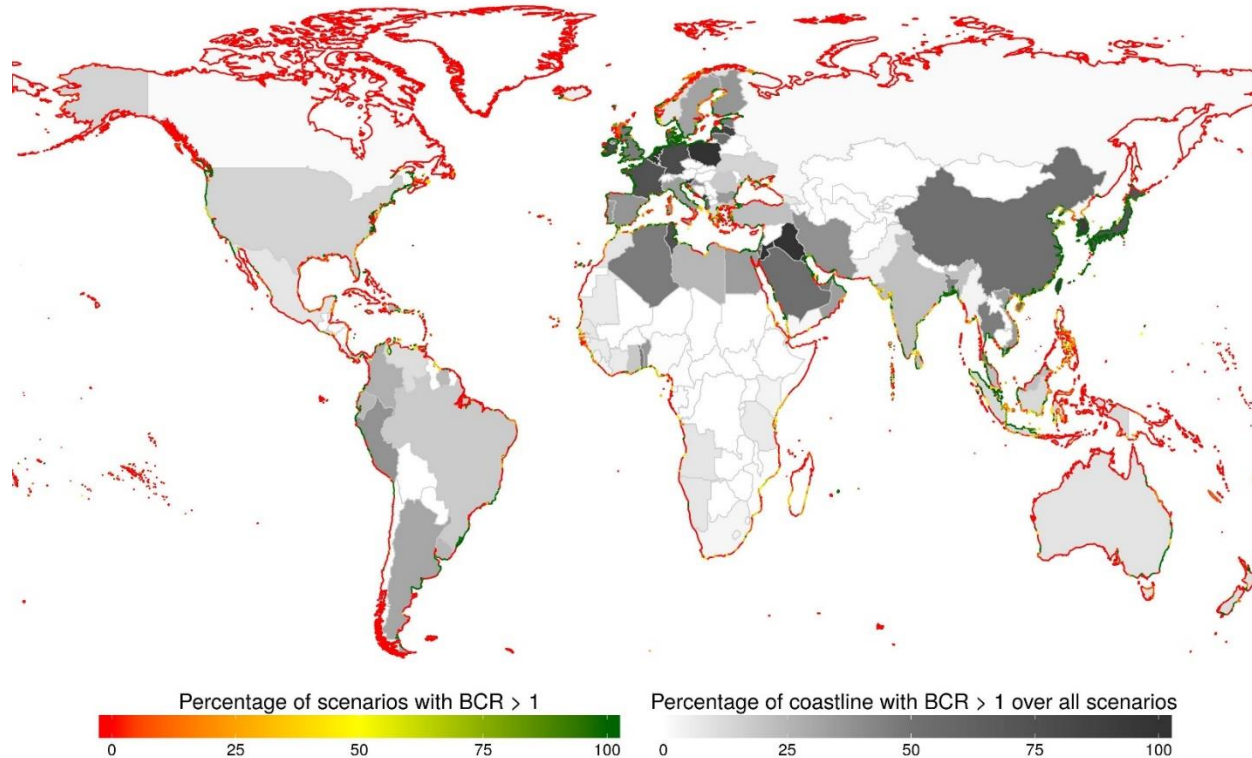 Percentage of scenarios with BCR > 1
0 25 50 75 100
Percentage of coastline with BCR > 1 over all scenarios
0 25 50 75 100